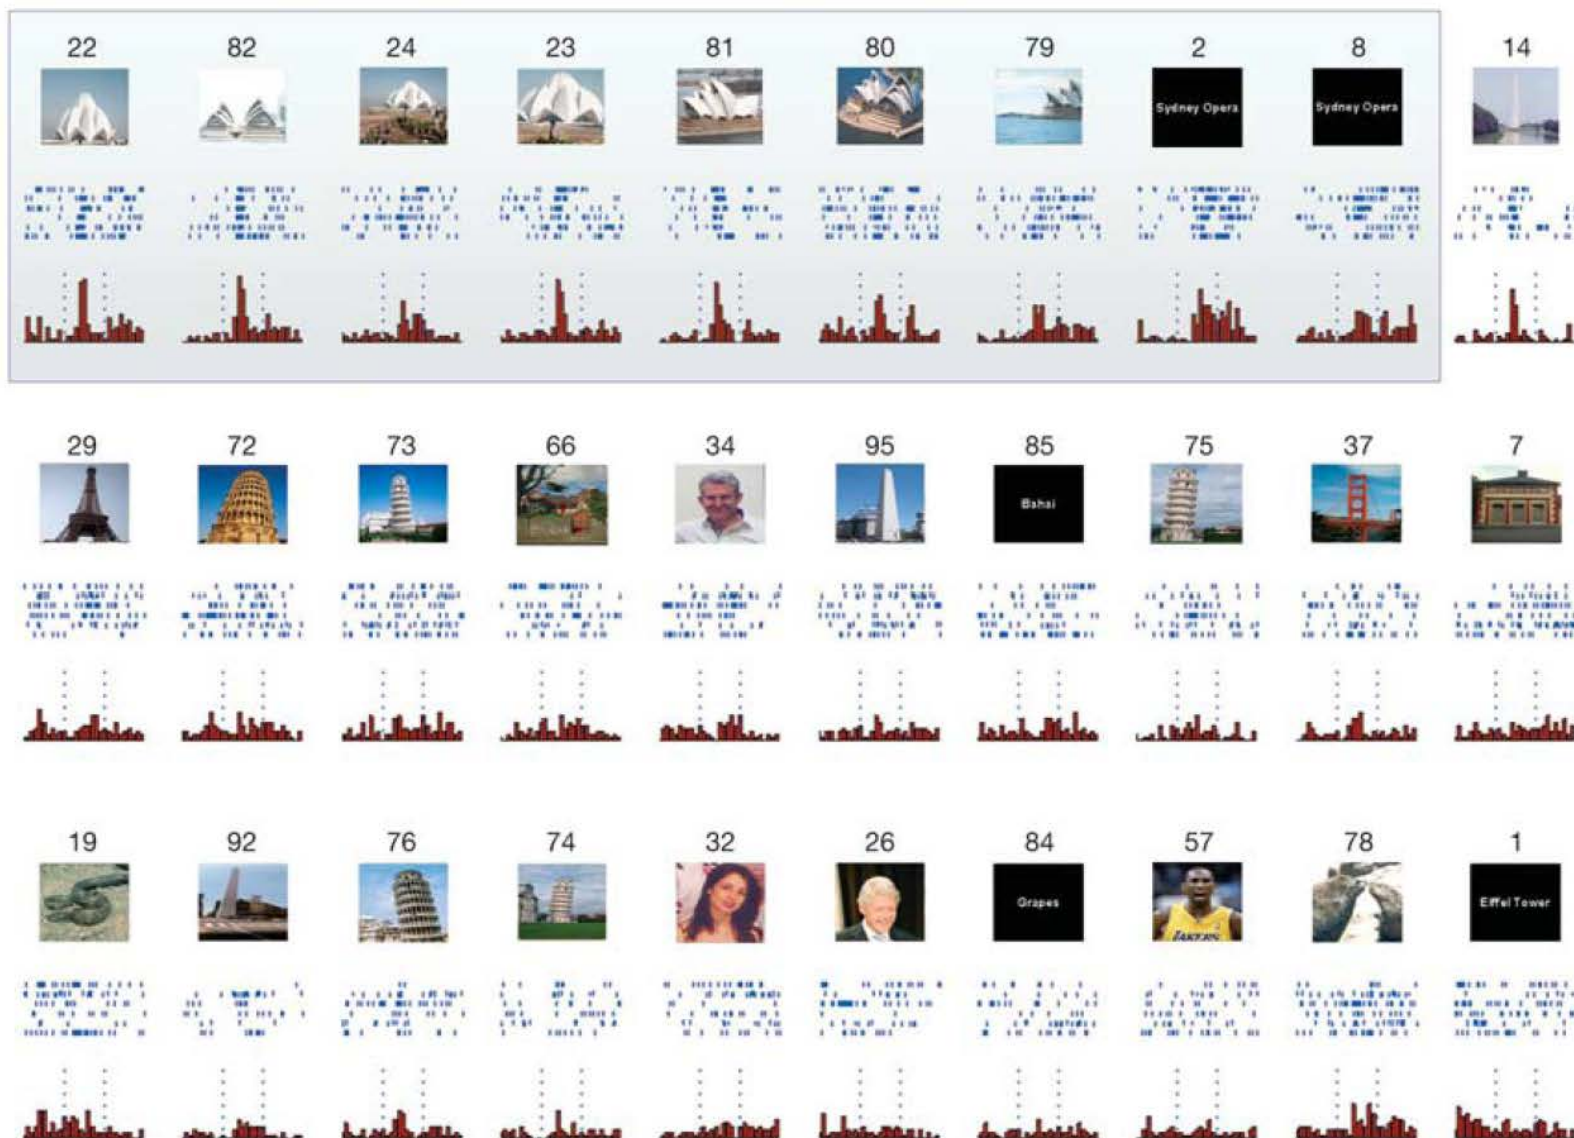 22 82 24 23 81 80 79 2 8 14
Sydney Opera Sydney Opera
29 72 73 66 34 95 85 75 37 7
Bahai
19 92 76 74 32 26 84 57 78 1
Grapes Eiffel Tower
LAKERS